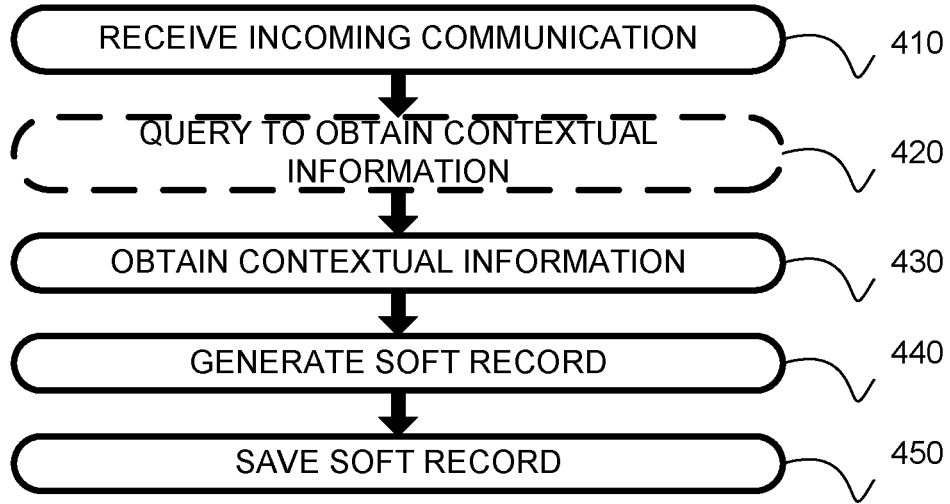 RECEIVE INCOMING COMMUNICATION
410
QUERY TO OBTAIN CONTEXTUAL
INFORMATION
420
OBTAIN CONTEXTUAL INFORMATION
430
GENERATE SOFT RECORD
440
SAVE SOFT RECORD
450